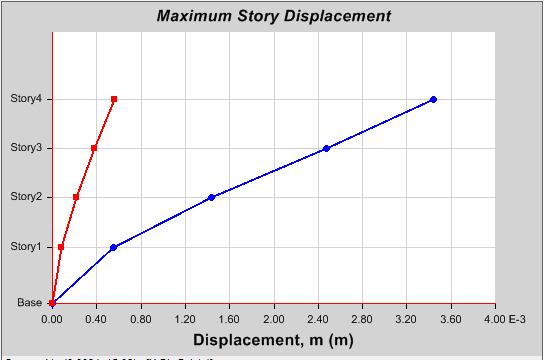 Maximum Story Displacement
Story4
Story3
Story2
Story1
Base
0.00 0.40 0.80 1.20 1.60 2.00 2.40 2.80 3.20 3.60 4.00 E-3
Displacement, m (m)